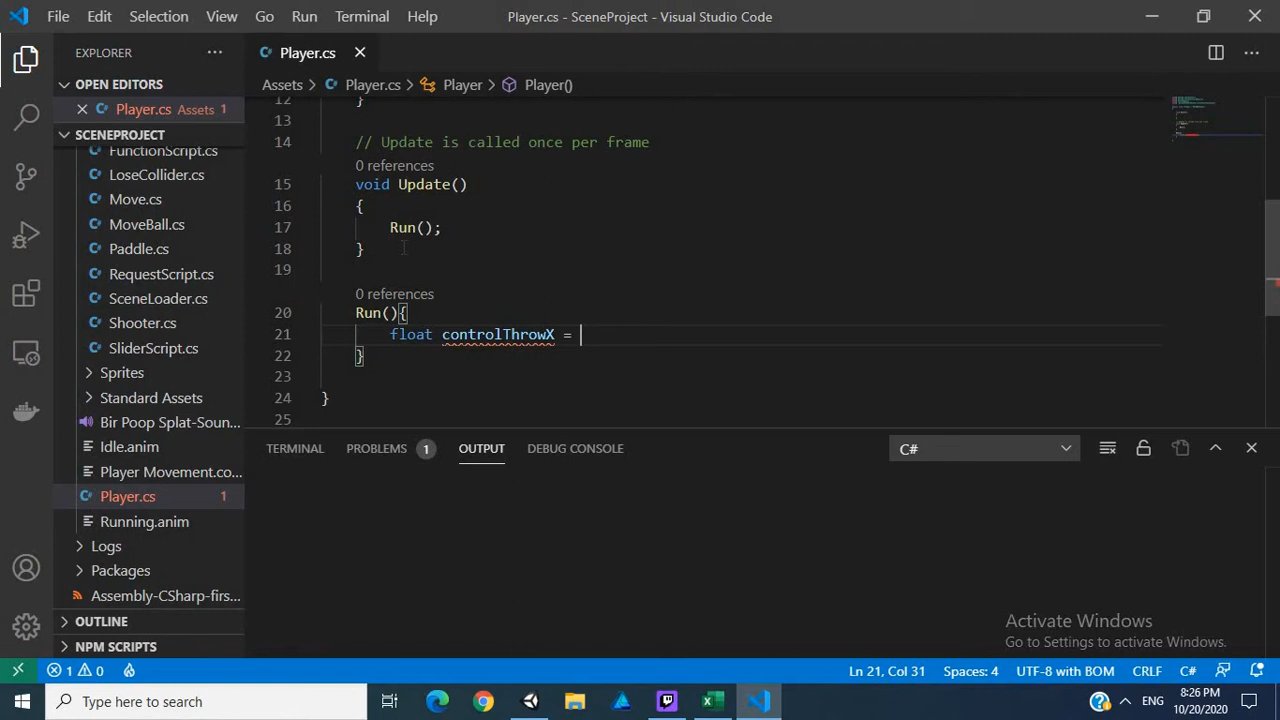 File Edit Selection View Go Run Terminal Help
Player.cs - SceneProject - Visual Studio Code
EXPLORER
OPEN EDITORS
Player.cs Assets 1
SCENEPROJECT
FunctionScript.cs
LoseCollider.cs
Move.cs
MoveBall.cs
Paddle.cs
RequestScript.cs
SceneLoader.cs
Shooter.cs
SliderScript.cs
Sprites
Standard Assets
Bir Poop Splat-Soun...
Idle.anim
Player Movement.co...
Player.cs 1
Running.anim
Logs
Packages
Assembly-CSharp-firs...
OUTLINE
NPM SCRIPTS
Player.cs
Assets Player.cs Player Player()
12 }
13
14 // Update is called once per frame
0 references
15 void Update()
16 {
17 Run();
18 }
19
0 references
20 Run(){
21 float controlThrowX =
22 }
23
24 }
25
TERMINAL PROBLEMS 1 OUTPUT DEBUG CONSOLE C#
Activate Windows
Go to Settings to activate Windows.
1 0 Ln 21, Col 31 Spaces: 4 UTF-8 with BOM CRLF C#
Type here to search
ENG 8:26 PM
10/20/2020